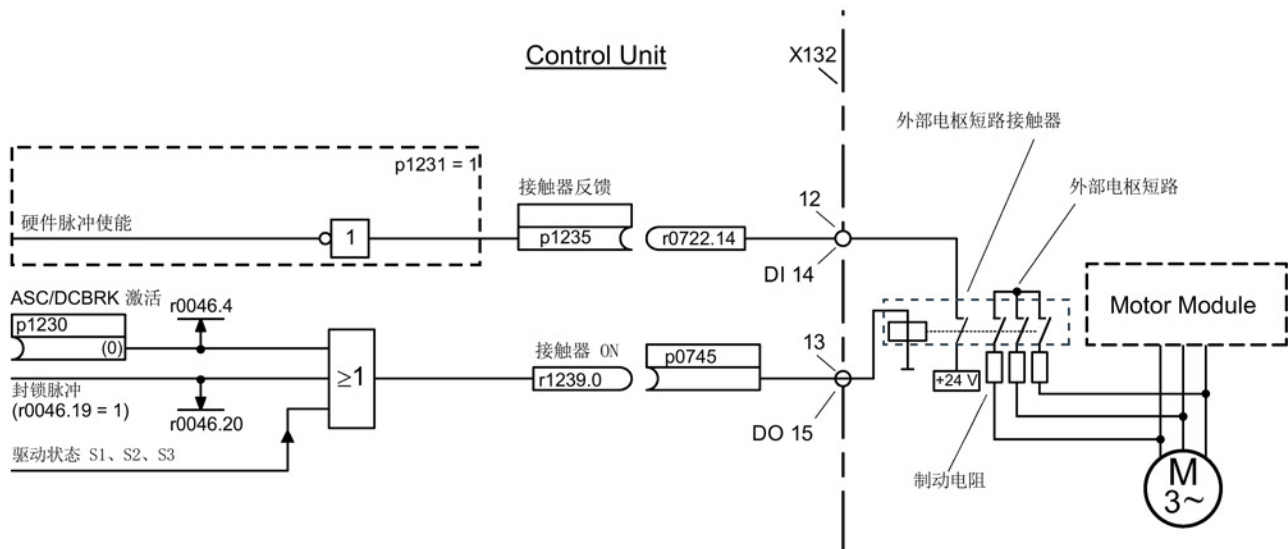 Control Unit
X132
外部电枢短路接触器
p1231 = 1
接触器反馈
外部电枢短路
12
硬件脉冲使能
1
p1235
r0722.14
DI 14
ASC/DCBRK 激活
r0046.4
Motor Module
p1230
(0)
接触器 ON
p0745
13
≥1
r1239.0
+24 V
封锁脉冲
(r0046.19 = 1)
r0046.20
DO 15
驱动状态 S1、S2、S3
制动电阻
M
3~